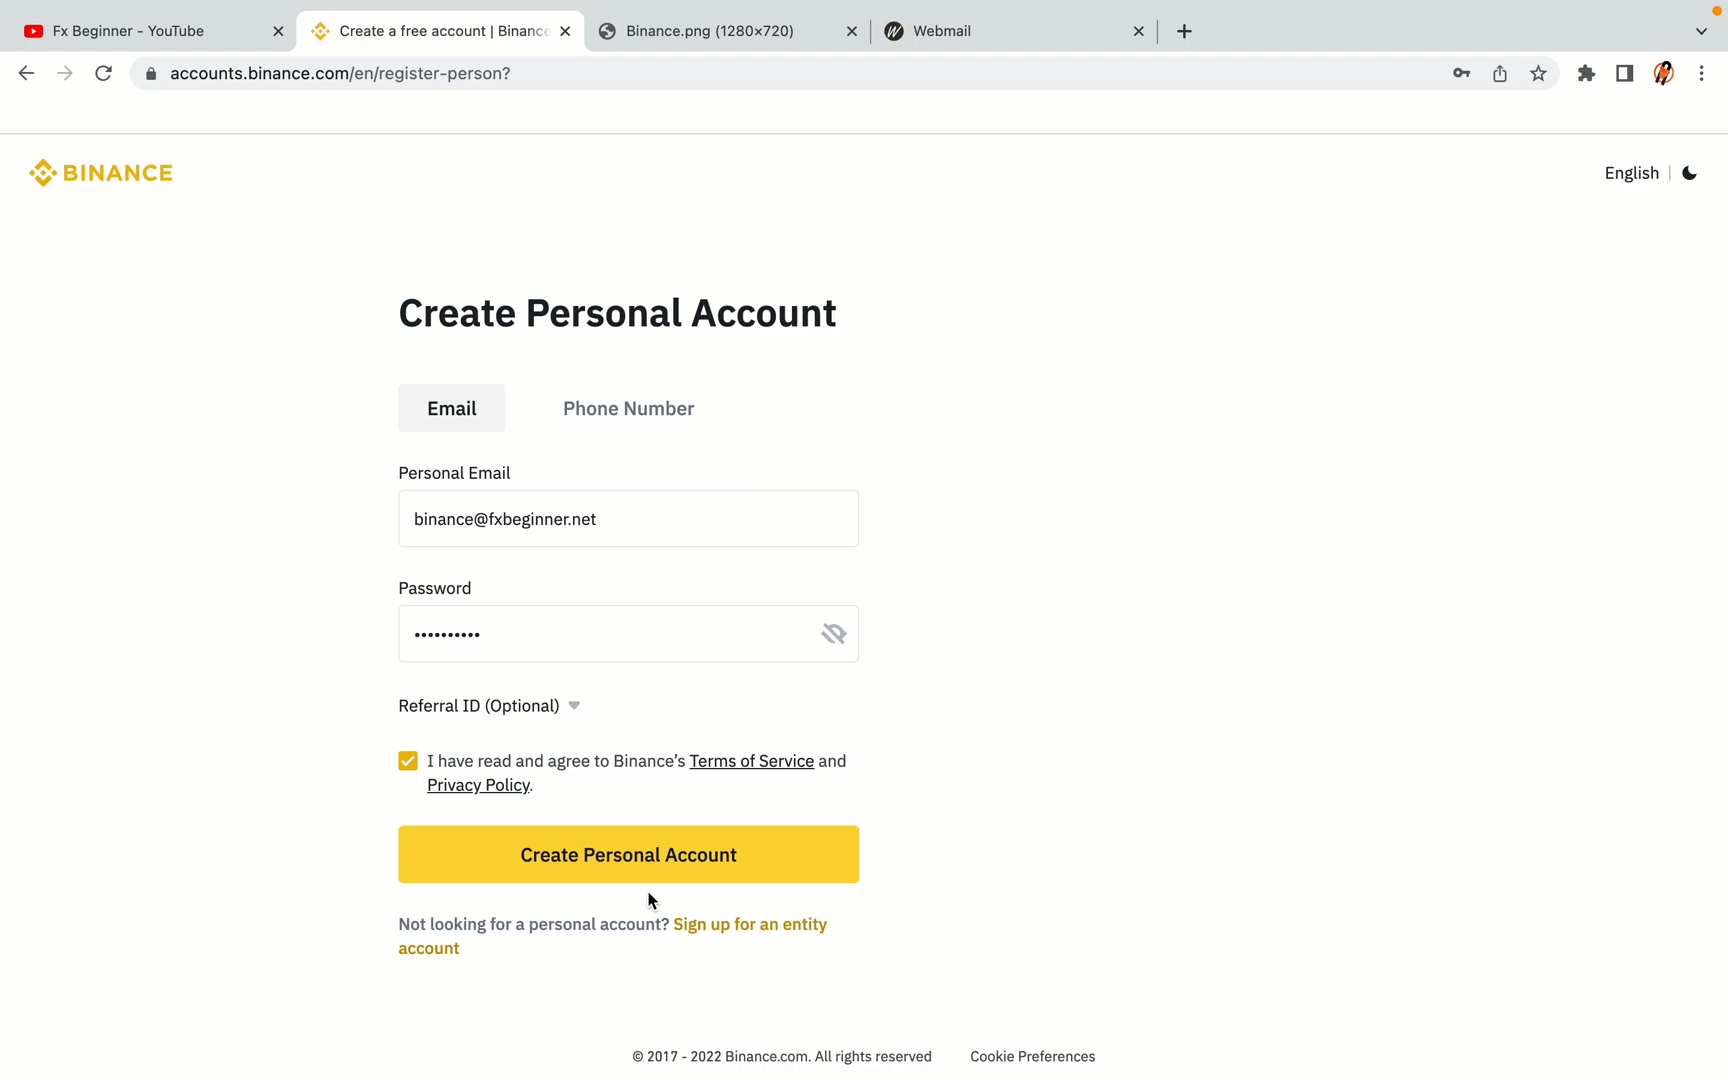 Fx Beginner - YouTube
Create a free account | Binance
Binance.png (1280×720)
Webmail
accounts.binance.com/en/register-person?
BINANCE
English
Create Personal Account
Email
Phone Number
Personal Email
binance@fxbeginner.net
Password
••••••••••
Referral ID (Optional)
I have read and agree to Binance’s Terms of Service and
Privacy Policy.
Create Personal Account
Not looking for a personal account? Sign up for an entity
account
© 2017 - 2022 Binance.com. All rights reserved
Cookie Preferences